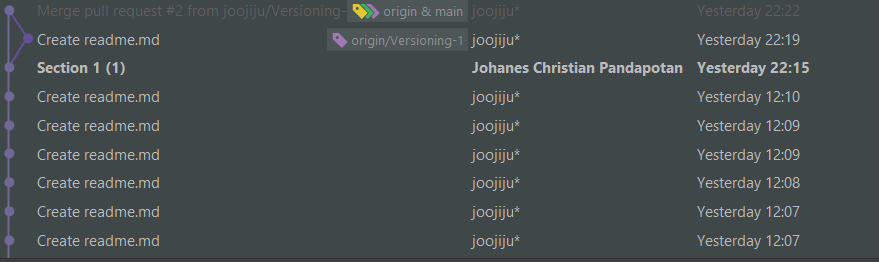 Merge pull request #2 from joojiju/Versioning- origin & main joojiju* Yesterday 22:22
Create readme.md origin/Versioning-1 joojiju* Yesterday 22:19
Section 1 (1) Johanes Christian Pandapotan Yesterday 22:15
Create readme.md joojiju* Yesterday 12:10
Create readme.md joojiju* Yesterday 12:09
Create readme.md joojiju* Yesterday 12:09
Create readme.md joojiju* Yesterday 12:08
Create readme.md joojiju* Yesterday 12:07
Create readme.md joojiju* Yesterday 12:07